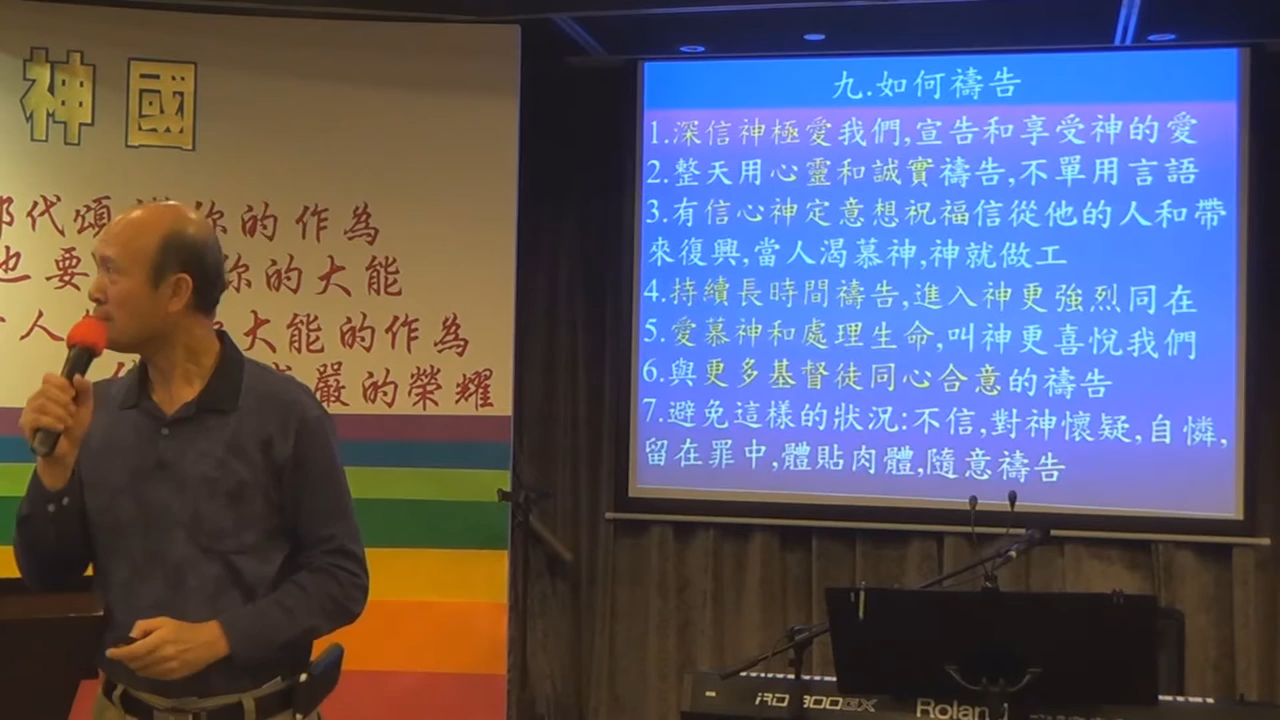 神國
代頌 你的作為
也要 你的大能
人 大能的作為
嚴的榮耀
九.如何禱告
1.深信神極愛我們,宣告和享受神的愛
2.整天用心靈和誠實禱告,不單用言語
3.有信心神定意想祝福信從他的人和帶
來復興,當人渴慕神,神就做工
4.持續長時間禱告,進入神更強烈同在
5.愛慕神和處理生命,叫神更喜悅我們
6.與更多基督徒同心合意的禱告
7.避免這樣的狀況:不信,對神懷疑,自憐,
留在罪中,體貼肉體,隨意禱告
RD 300GX Roland